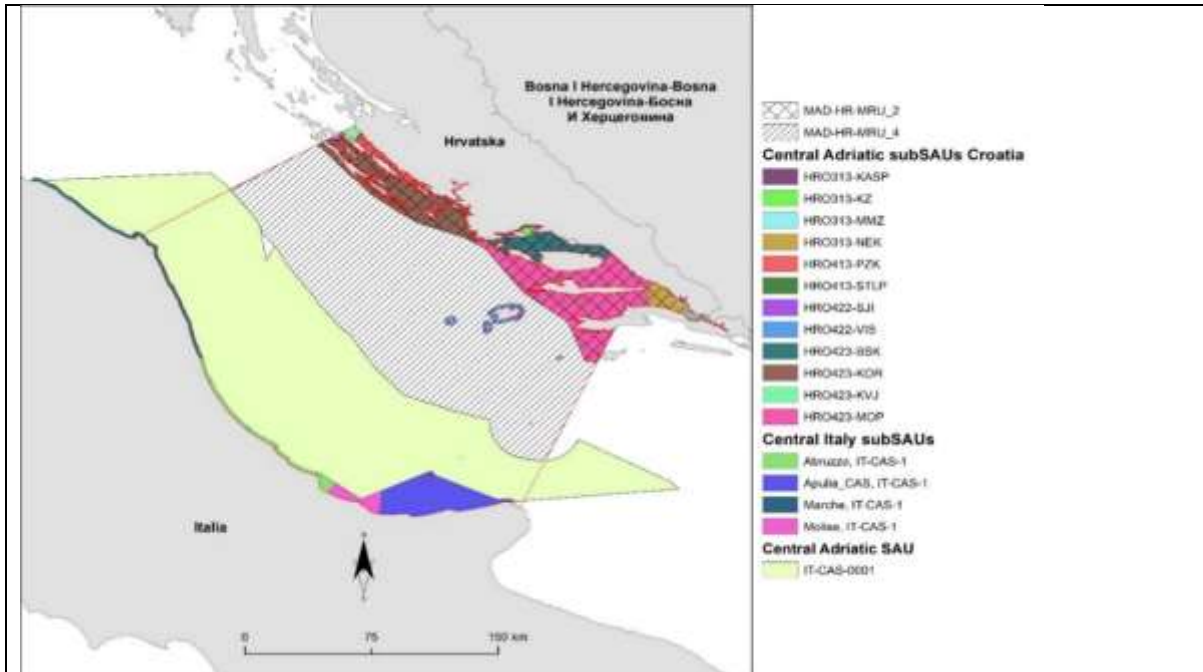 Bosna I Hercegovina-Bosna
I Hercegovina-Босна
И Херцеговина
Hrvatska
Italia
0 75 150 km
MAD-HR-MRU_2
MAD-HR-MRU_4
Central Adriatic subSAUs Croatia
HRO313-KASP
HRO313-KZ
HRO313-MMZ
HRO313-NEK
HRO413-PZK
HRO413-STLP
HRO422-SJI
HRO422-VIS
HRO423-BSK
HRO423-KOR
HRO423-KVJ
HRO423-MOP
Central Italy subSAUs
Abruzzo, IT-CAS-1
Apulia_CAS, IT-CAS-1
Marche, IT-CAS-1
Molise, IT-CAS-1
Central Adriatic SAU
IT-CAS-0001